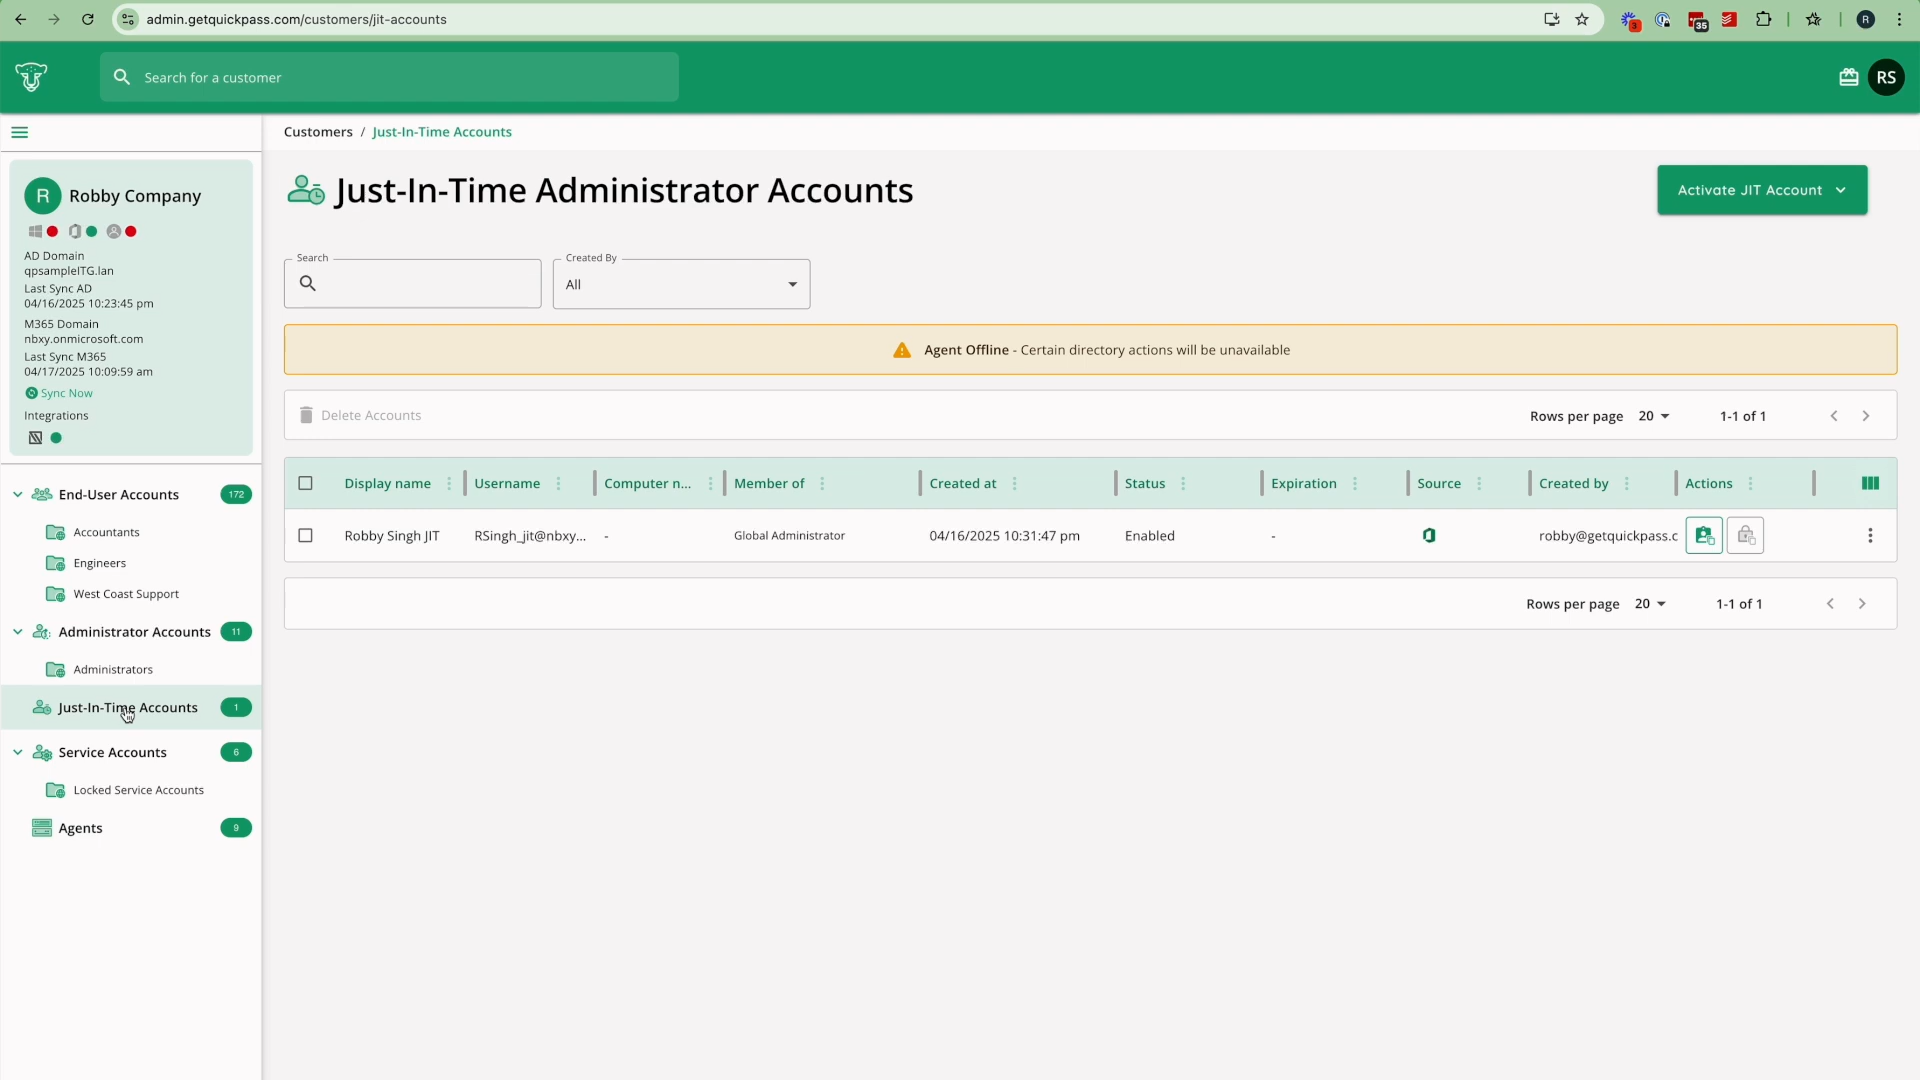 admin.getquickpass.com/customers/jit-accounts
3
35
R
Search for a customer
RS
Customers / Just-In-Time Accounts
R Robby Company
AD Domain
qpsampleITG.lan
Last Sync AD
04/16/2025 10:23:45 pm
M365 Domain
nbxy.onmicrosoft.com
Last Sync M365
04/17/2025 10:09:59 am
Sync Now
Integrations
End-User Accounts 172
Accountants
Engineers
West Coast Support
Administrator Accounts 11
Administrators
Just-In-Time Accounts 1
Service Accounts 6
Locked Service Accounts
Agents 9
Just-In-Time Administrator Accounts
Activate JIT Account
Search
Created By
All
Agent Offline - Certain directory actions will be unavailable
Delete Accounts
Rows per page 20 1-1 of 1
Display name Username Computer n... Member of Created at Status Expiration Source Created by Actions
Robby Singh JIT RSingh_jit@nbxy... - Global Administrator 04/16/2025 10:31:47 pm Enabled - robby@getquickpass.c
Rows per page 20 1-1 of 1